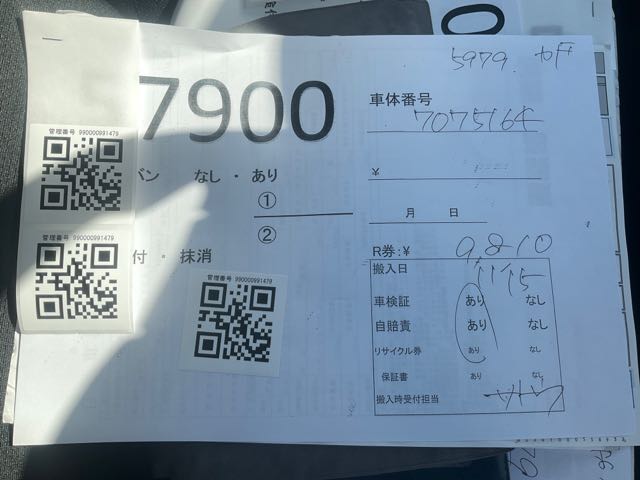 5979
7900
車体番号
7075164
管理番号 990000991479
なし・あり
¥
①
月 日
②
管理番号 990000991479
付・抹消
R券:¥ 9,810
搬入日 11/15
管理番号 990000991479
車検証 あり なし
自賠責 あり なし
リサイクル券 あり なし
保証書 あり なし
搬入時受付担当